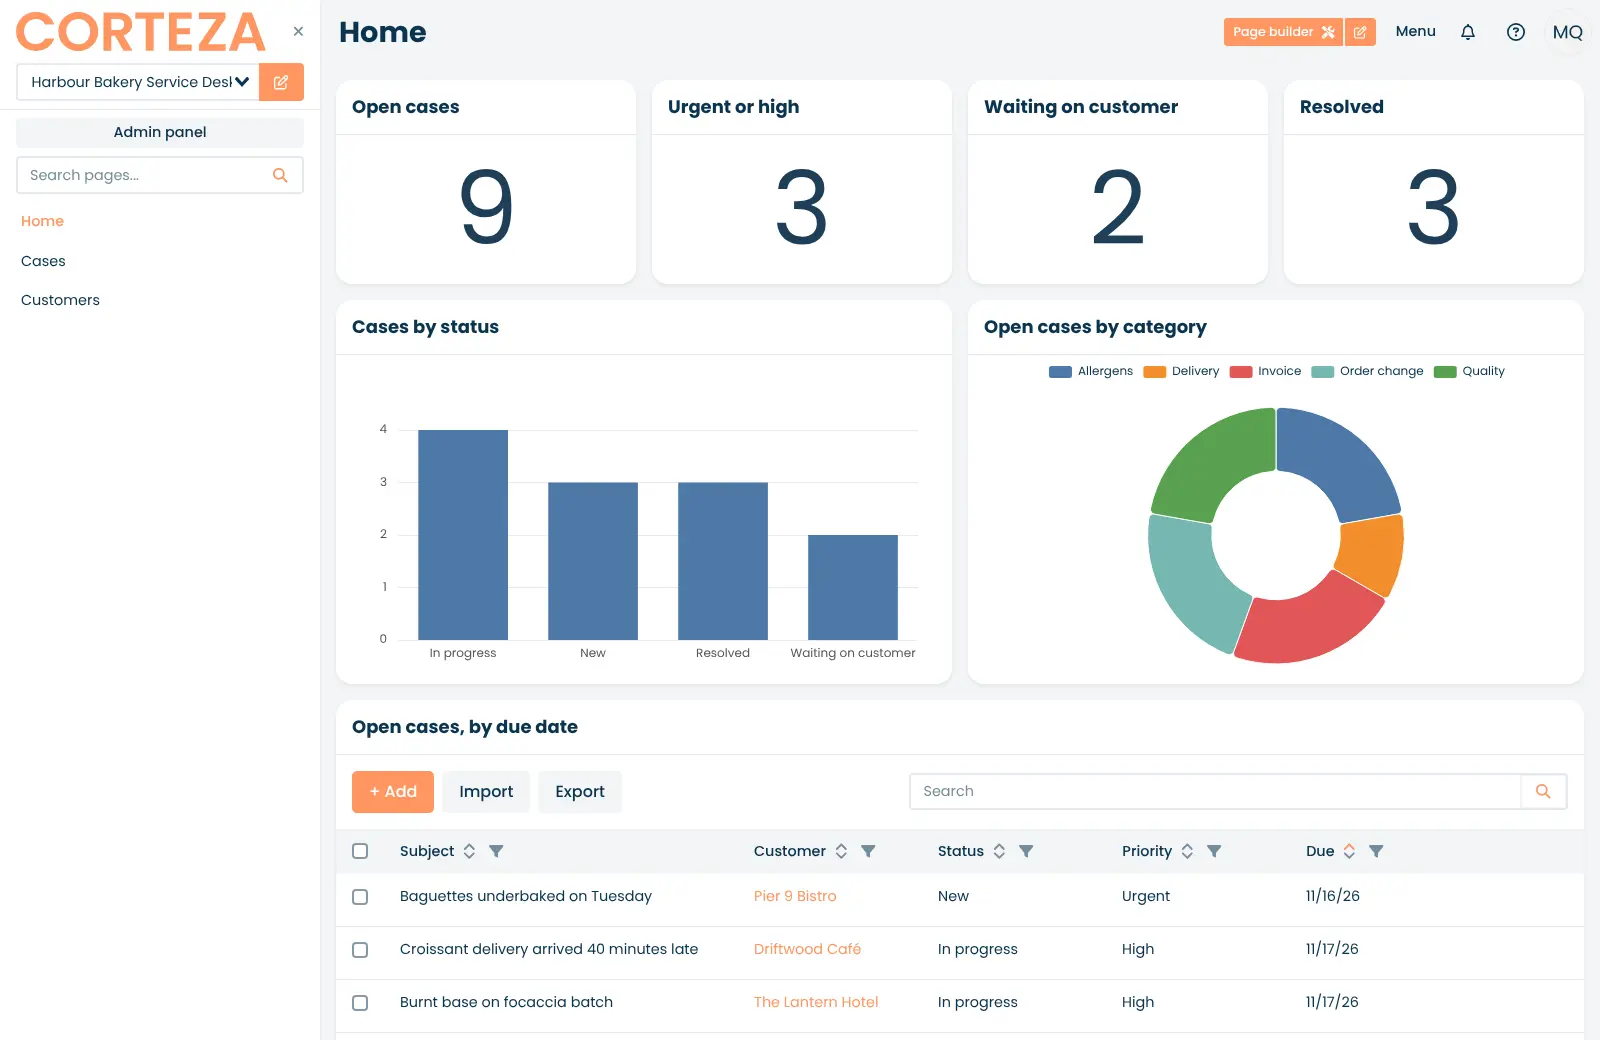 CORTEZA
Harbour Bakery Service Desk
Admin panel
Search pages...
Home
Cases
Customers
Home
Page builder
Menu
MQ
Open cases
9
Urgent or high
3
Waiting on customer
2
Resolved
3
Cases by status
4
3
2
1
0
In progress New Resolved Waiting on customer
Open cases by category
Allergens Delivery Invoice Order change Quality
Open cases, by due date
+ Add Import Export Search
Subject Customer Status Priority Due
Baguettes underbaked on Tuesday Pier 9 Bistro New Urgent 11/16/26
Croissant delivery arrived 40 minutes late Driftwood Café In progress High 11/17/26
Burnt base on focaccia batch The Lantern Hotel In progress High 11/17/26